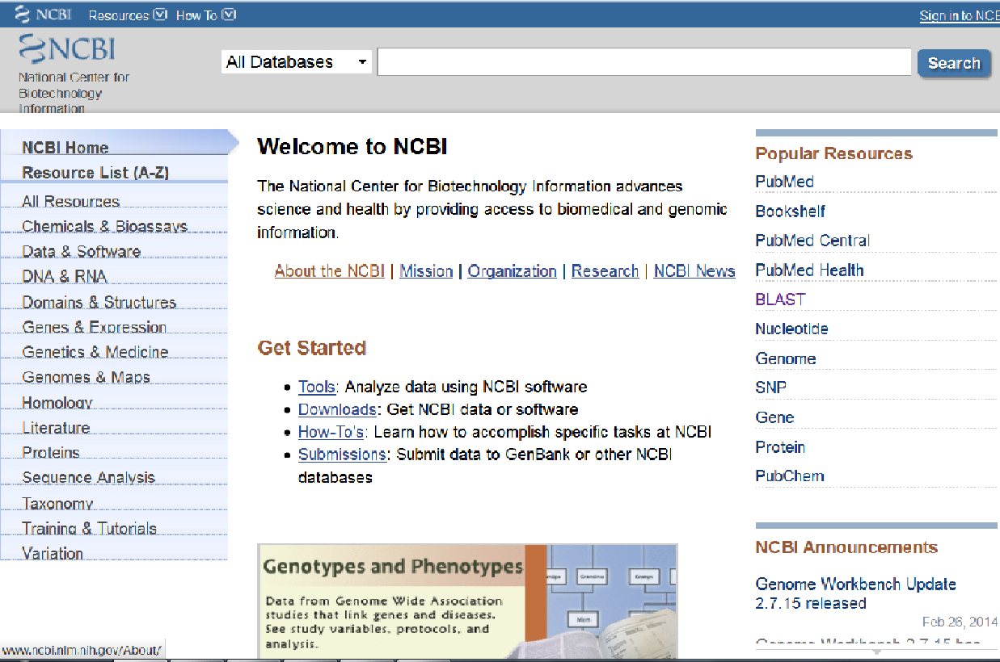 NCBI Resources How To Sign in to NCB
NCBI
National Center for
Biotechnology
Information
All Databases
Search
NCBI Home
Resource List (A-Z)
All Resources
Chemicals & Bioassays
Data & Software
DNA & RNA
Domains & Structures
Genes & Expression
Genetics & Medicine
Genomes & Maps
Homology
Literature
Proteins
Sequence Analysis
Taxonomy
Training & Tutorials
Variation
Welcome to NCBI
The National Center for Biotechnology Information advances
science and health by providing access to biomedical and genomic
information.
About the NCBI | Mission | Organization | Research | NCBI News
Get Started
• Tools: Analyze data using NCBI software
• Downloads: Get NCBI data or software
• How-To's: Learn how to accomplish specific tasks at NCBI
• Submissions: Submit data to GenBank or other NCBI
databases
Genotypes and Phenotypes
Data from Genome Wide Association
studies that link genes and diseases.
See study variables, protocols, and
analysis.
Grandma
Mom
Popular Resources
PubMed
Bookshelf
PubMed Central
PubMed Health
BLAST
Nucleotide
Genome
SNP
Gene
Protein
PubChem
NCBI Announcements
Genome Workbench Update
2.7.15 released
Feb 26, 2014
Genome Workbench 2.7.15 has
www.ncbi.nlm.nih.gov/About/